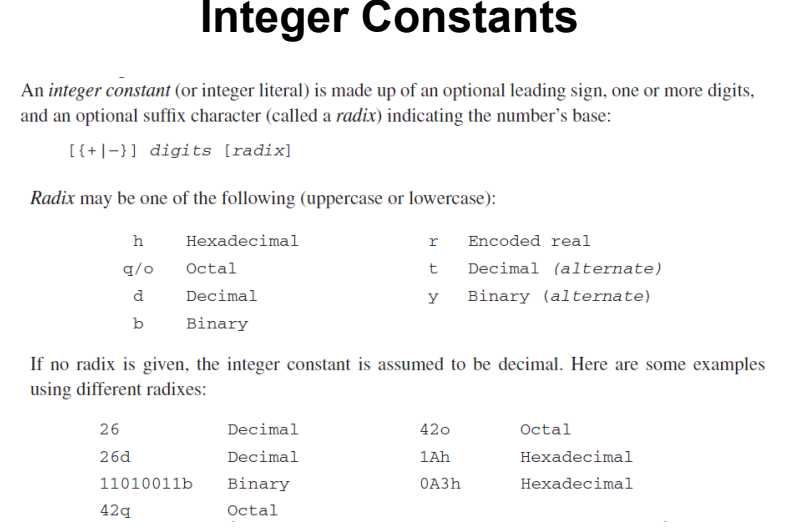 Integer Constants
An integer constant (or integer literal) is made up of an optional leading sign, one or more digits,
and an optional suffix character (called a radix) indicating the number's base:
[{+|−}] digits [radix]
Radix may be one of the following (uppercase or lowercase):
h Hexadecimal r Encoded real
q/o Octal t Decimal (alternate)
d Decimal y Binary (alternate)
b Binary
If no radix is given, the integer constant is assumed to be decimal. Here are some examples
using different radixes:
26 Decimal 42o Octal
26d Decimal 1Ah Hexadecimal
11010011b Binary 0A3h Hexadecimal
42q Octal